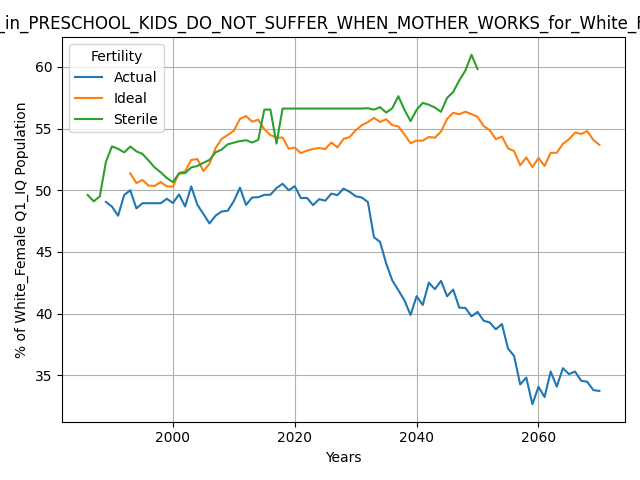 _in_PRESCHOOL_KIDS_DO_NOT_SUFFER_WHEN_MOTHER_WORKS_for_White_
Fertility
Actual
Ideal
Sterile
% of White_Female Q1_IQ Population
60
55
50
45
40
35
2000
2020
2040
2060
Years